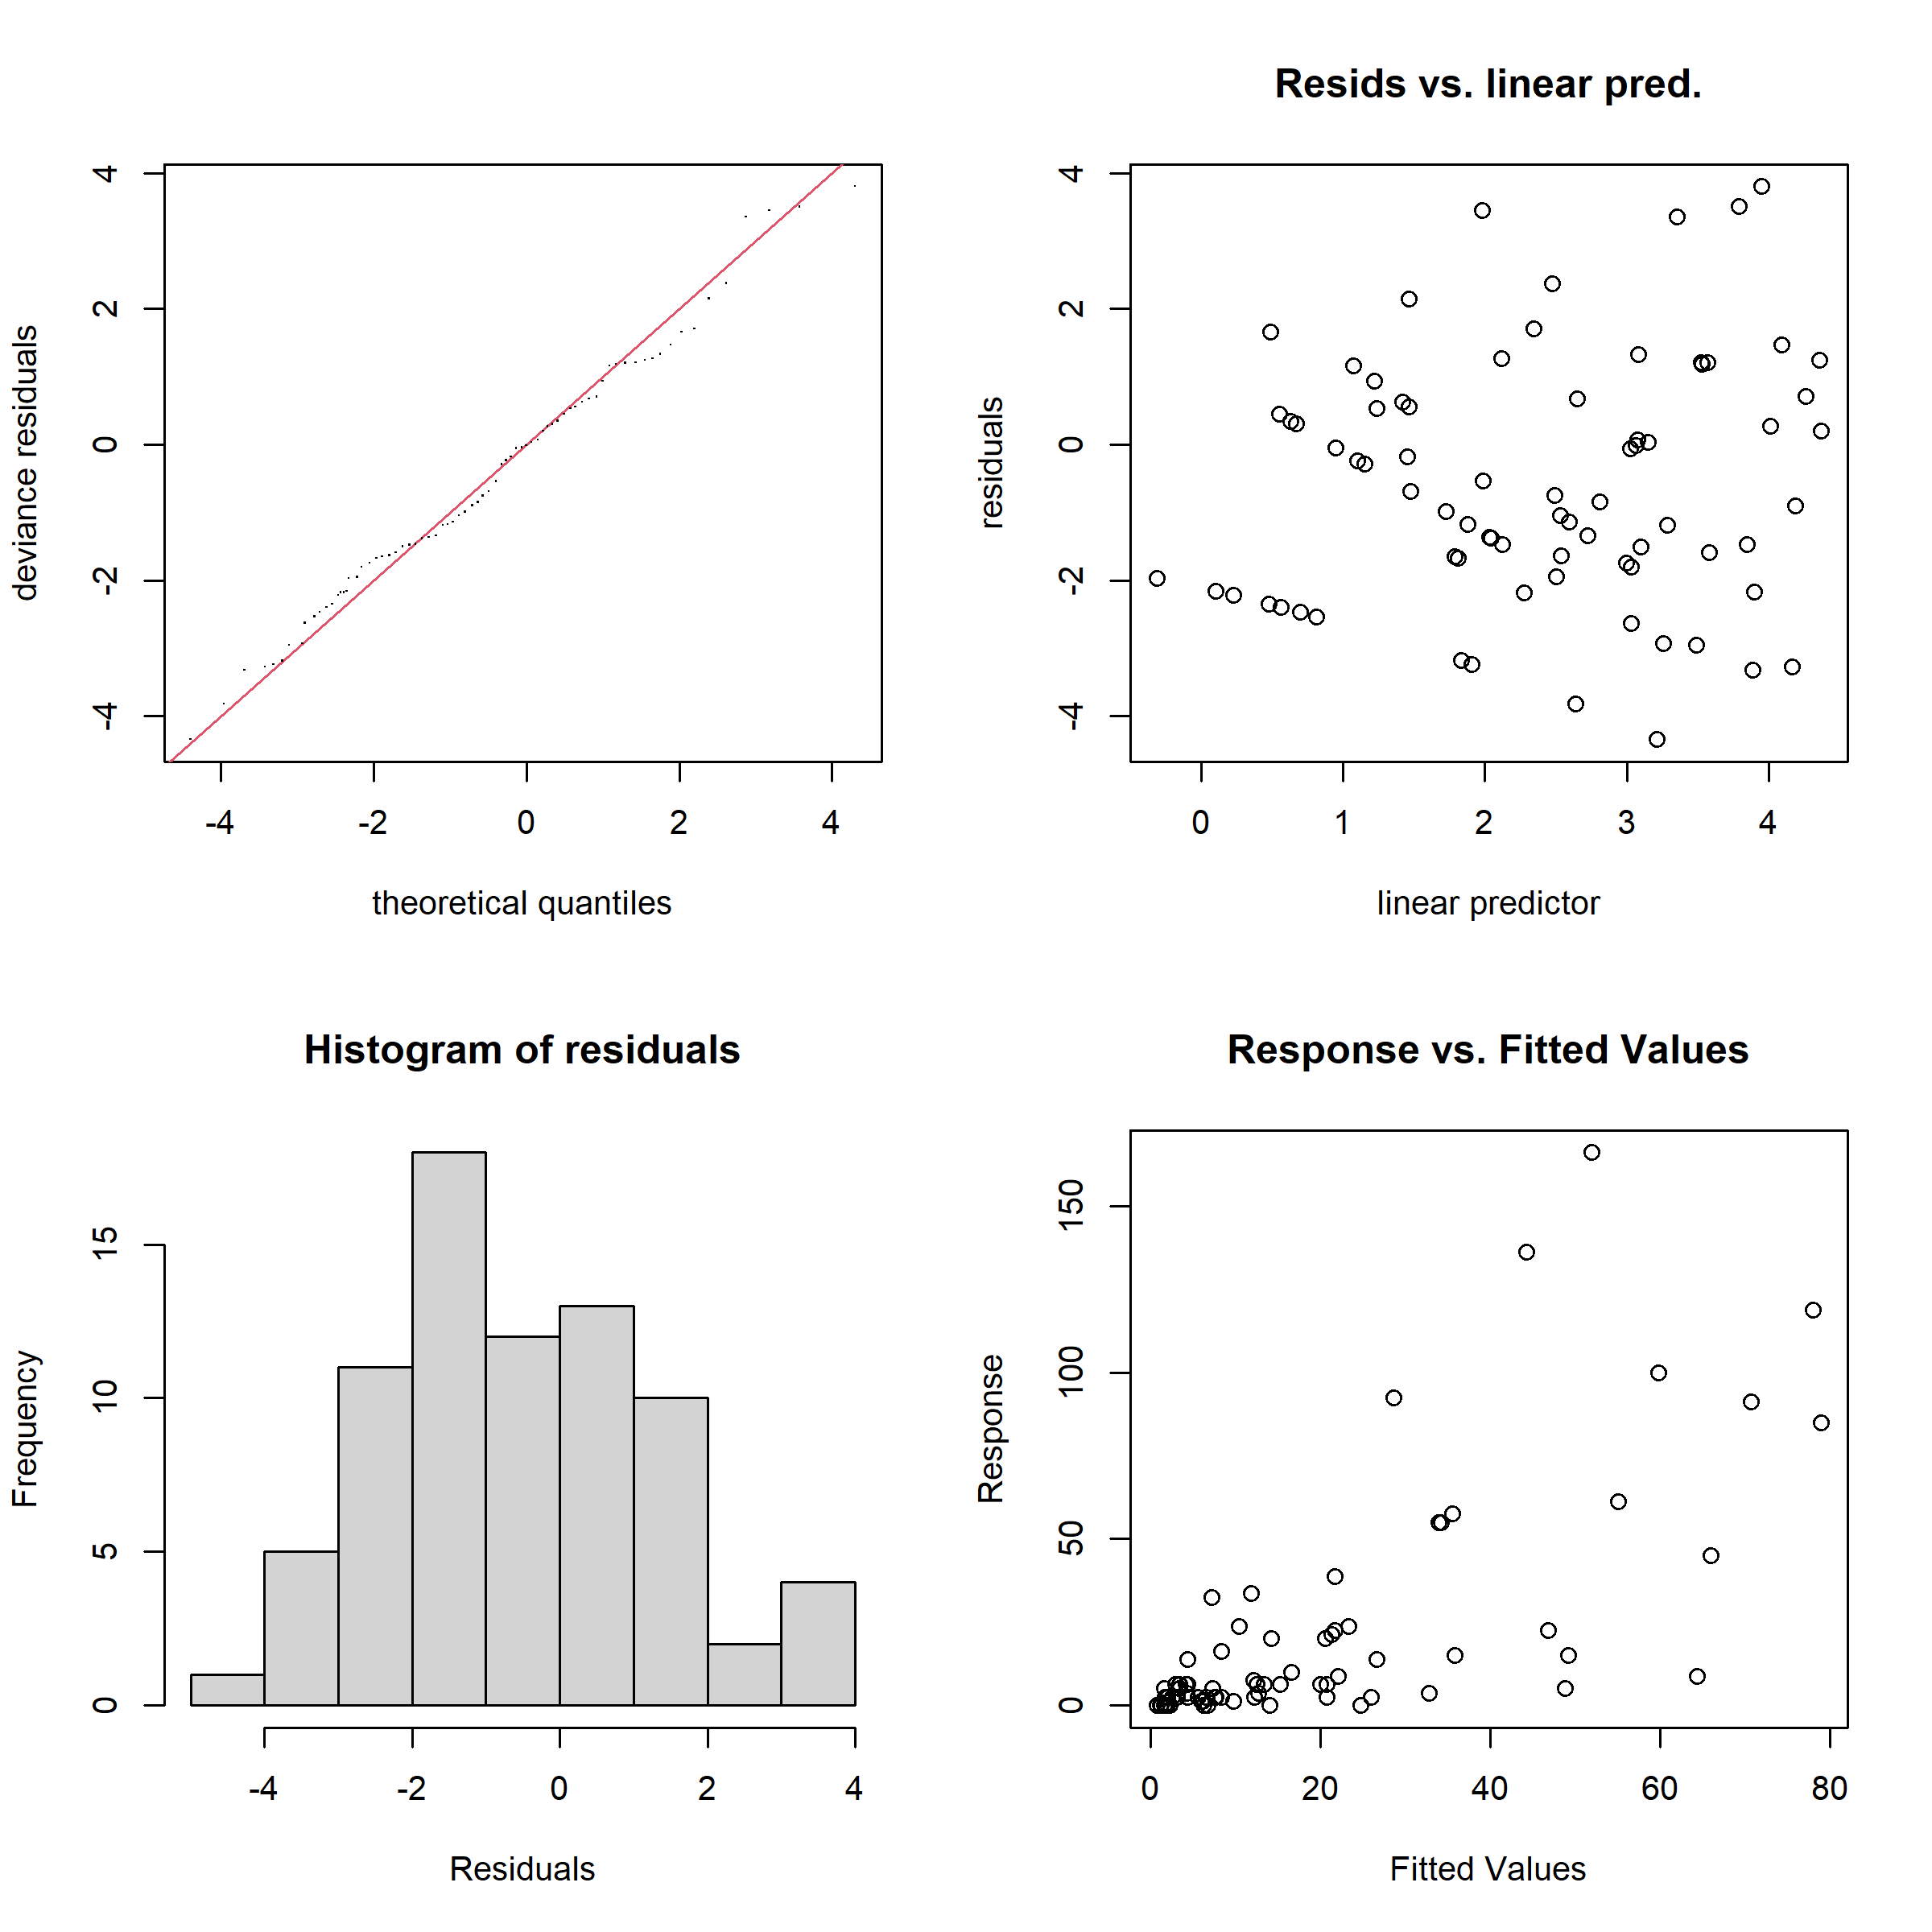 deviance residuals
4
2
0
-2
-4
-4 -2 0 2 4
theoretical quantiles
Resids vs. linear pred.
residuals
4
2
0
-2
-4
0 1 2 3 4
linear predictor
Histogram of residuals
Frequency
15
10
5
0
-4 -2 0 2 4
Residuals
Response vs. Fitted Values
Response
150
100
50
0
0 20 40 60 80
Fitted Values